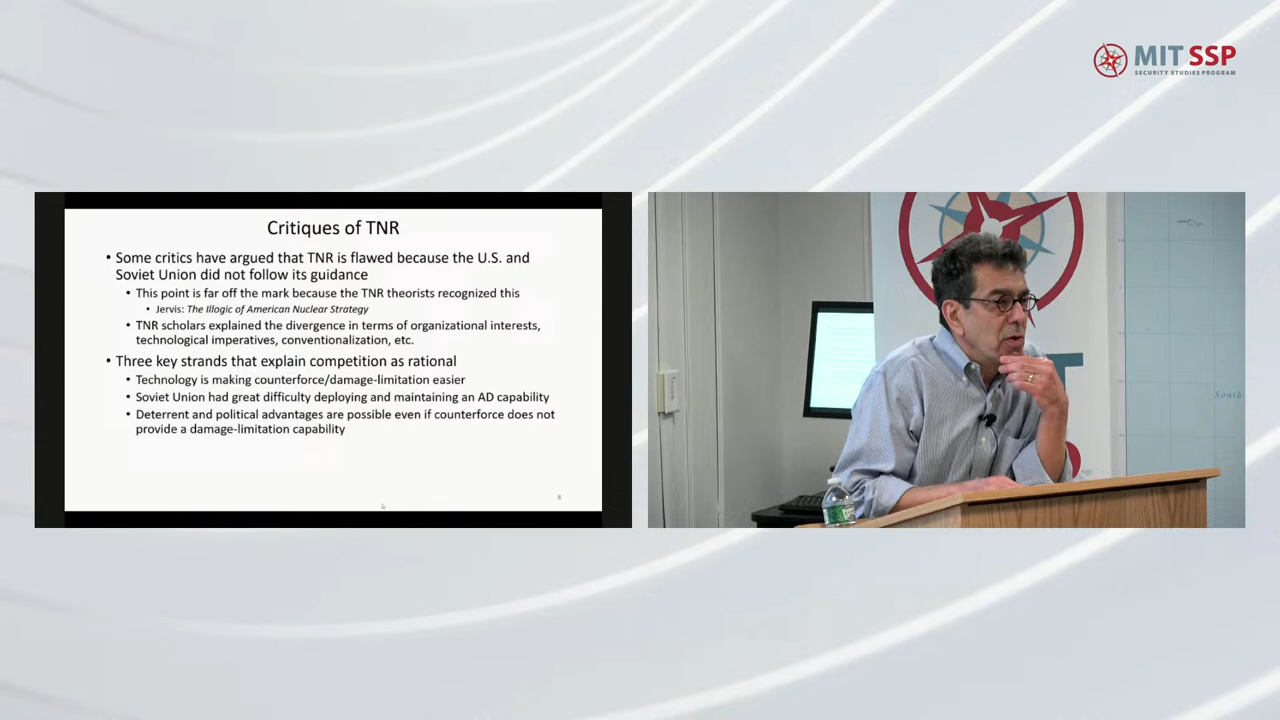 MIT SSP
SECURITY STUDIES PROGRAM
Critiques of TNR
• Some critics have argued that TNR is flawed because the U.S. and
Soviet Union did not follow its guidance
• This point is far off the mark because the TNR theorists recognized this
• Jervis: The Illogic of American Nuclear Strategy
• TNR scholars explained the divergence in terms of organizational interests,
technological imperatives, conventionalization, etc.
• Three key strands that explain competition as rational
• Technology is making counterforce/damage-limitation easier
• Soviet Union had great difficulty deploying and maintaining an AD capability
• Deterrent and political advantages are possible even if counterforce does not
provide a damage-limitation capability
8
T
South